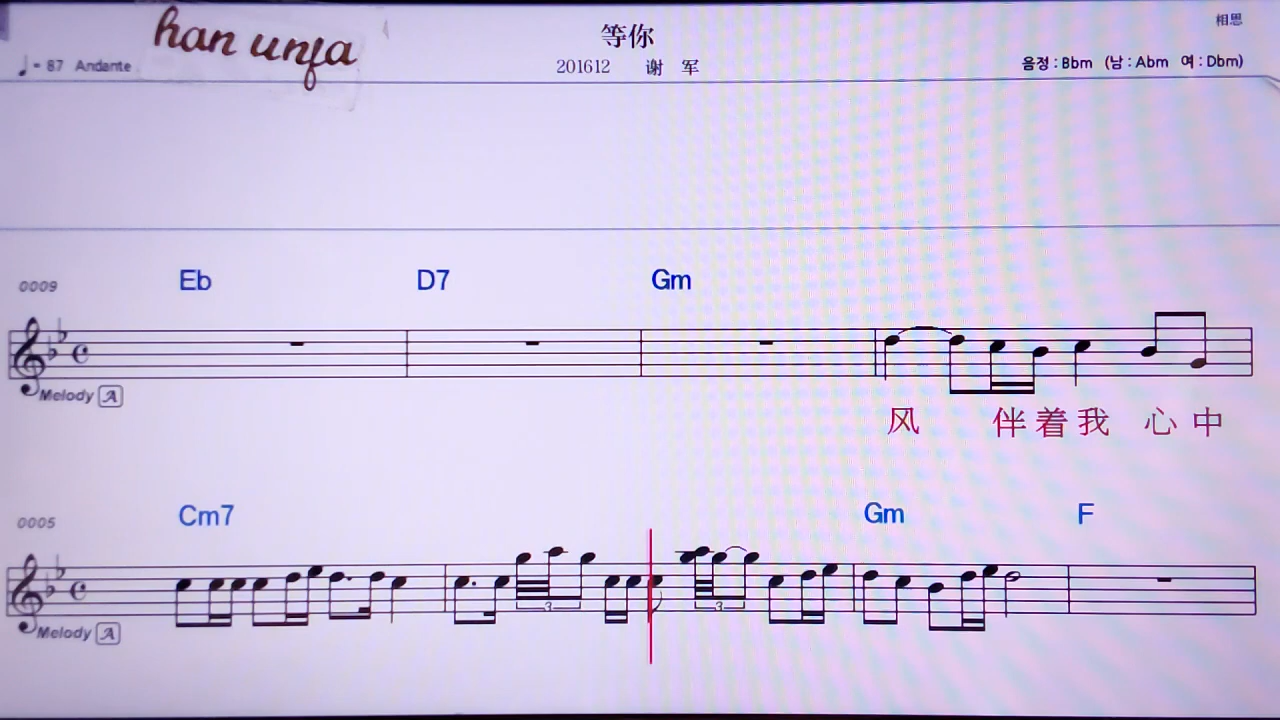 han unfa
等你
相思
♩= 87 Andante
201612 谢 军
음정 : Bbm (남 : Abm 여 : Dbm)
0009 Eb D7 Gm
Melody A
风 伴着我 心中
0005 Cm7 Gm F
3 3
Melody A